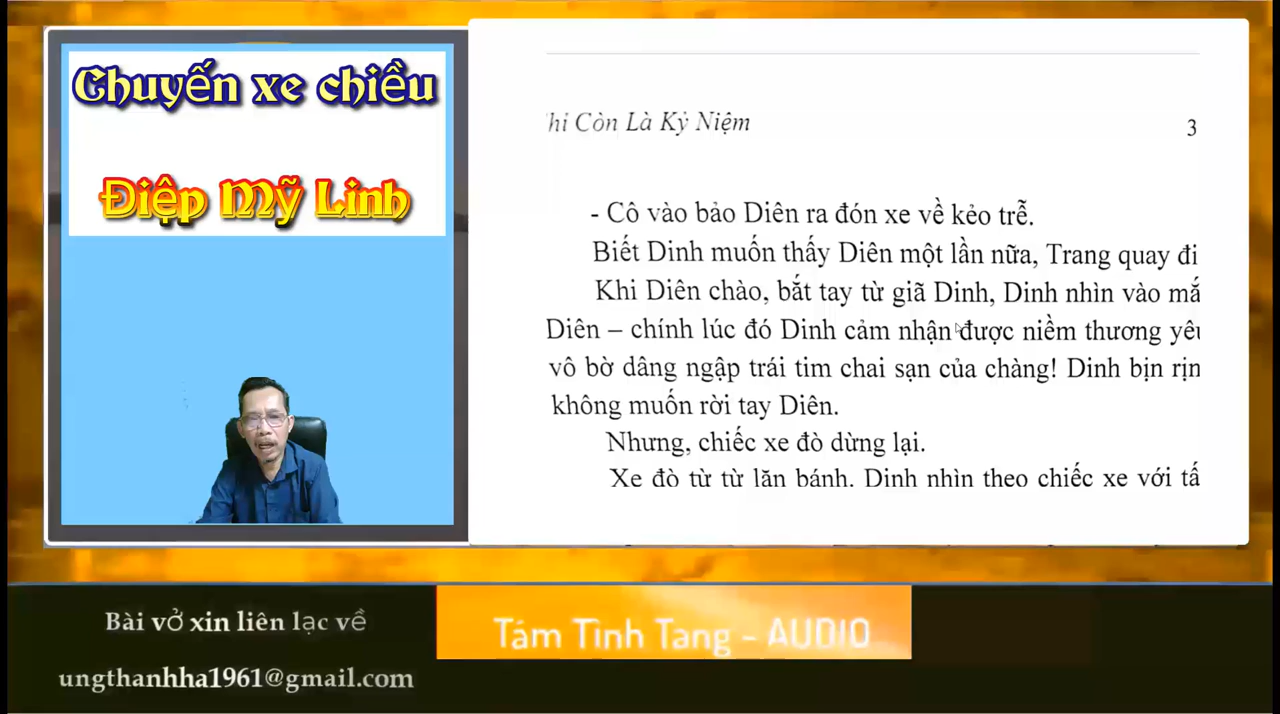 Chuyến xe chiều
Điệp Mỹ Linh
Còn Là Kỷ Niệm
3
- Cô vào bảo Diên ra đón xe về kẻo trễ.
Biết Dinh muốn thấy Diên một lần nữa, Trang quay đi
Khi Diên chào, bắt tay từ giã Dinh, Dinh nhìn vào
Diên – chính lúc đó Dinh cảm nhận được niềm thương
vô bờ dâng ngập trái tim chai sạn của chàng! Dinh bịn rịn
không muốn rời tay Diên.
Nhưng, chiếc xe đò dừng lại.
Xe đò từ từ lăn bánh. Dinh nhìn theo chiếc xe với
Bài vở xin liên lạc về
ungthanhha1961@gmail.com
Tám Tình Tang - AUDIO